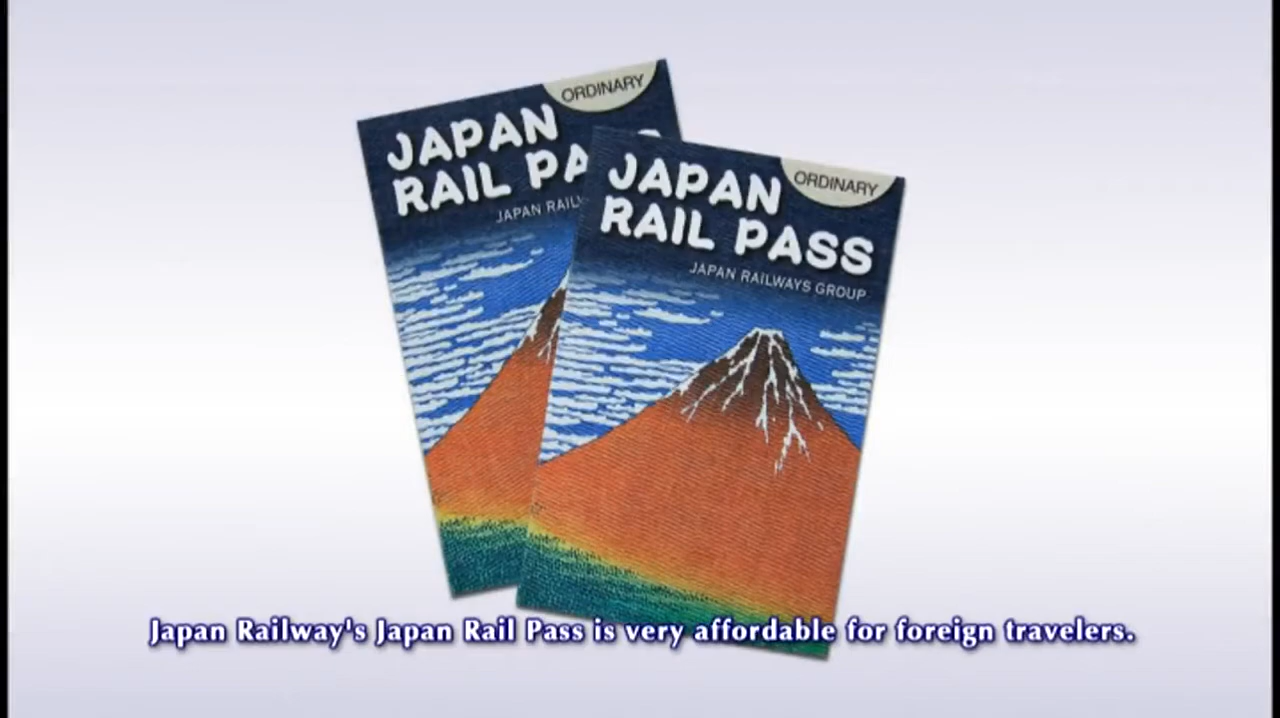 ORDINARY
JAPAN
RAIL PA
JAPAN RAILW
ORDINARY
JAPAN
RAIL PASS
JAPAN RAILWAYS GROUP
Japan Railway's Japan Rail Pass is very affordable for foreign travelers.